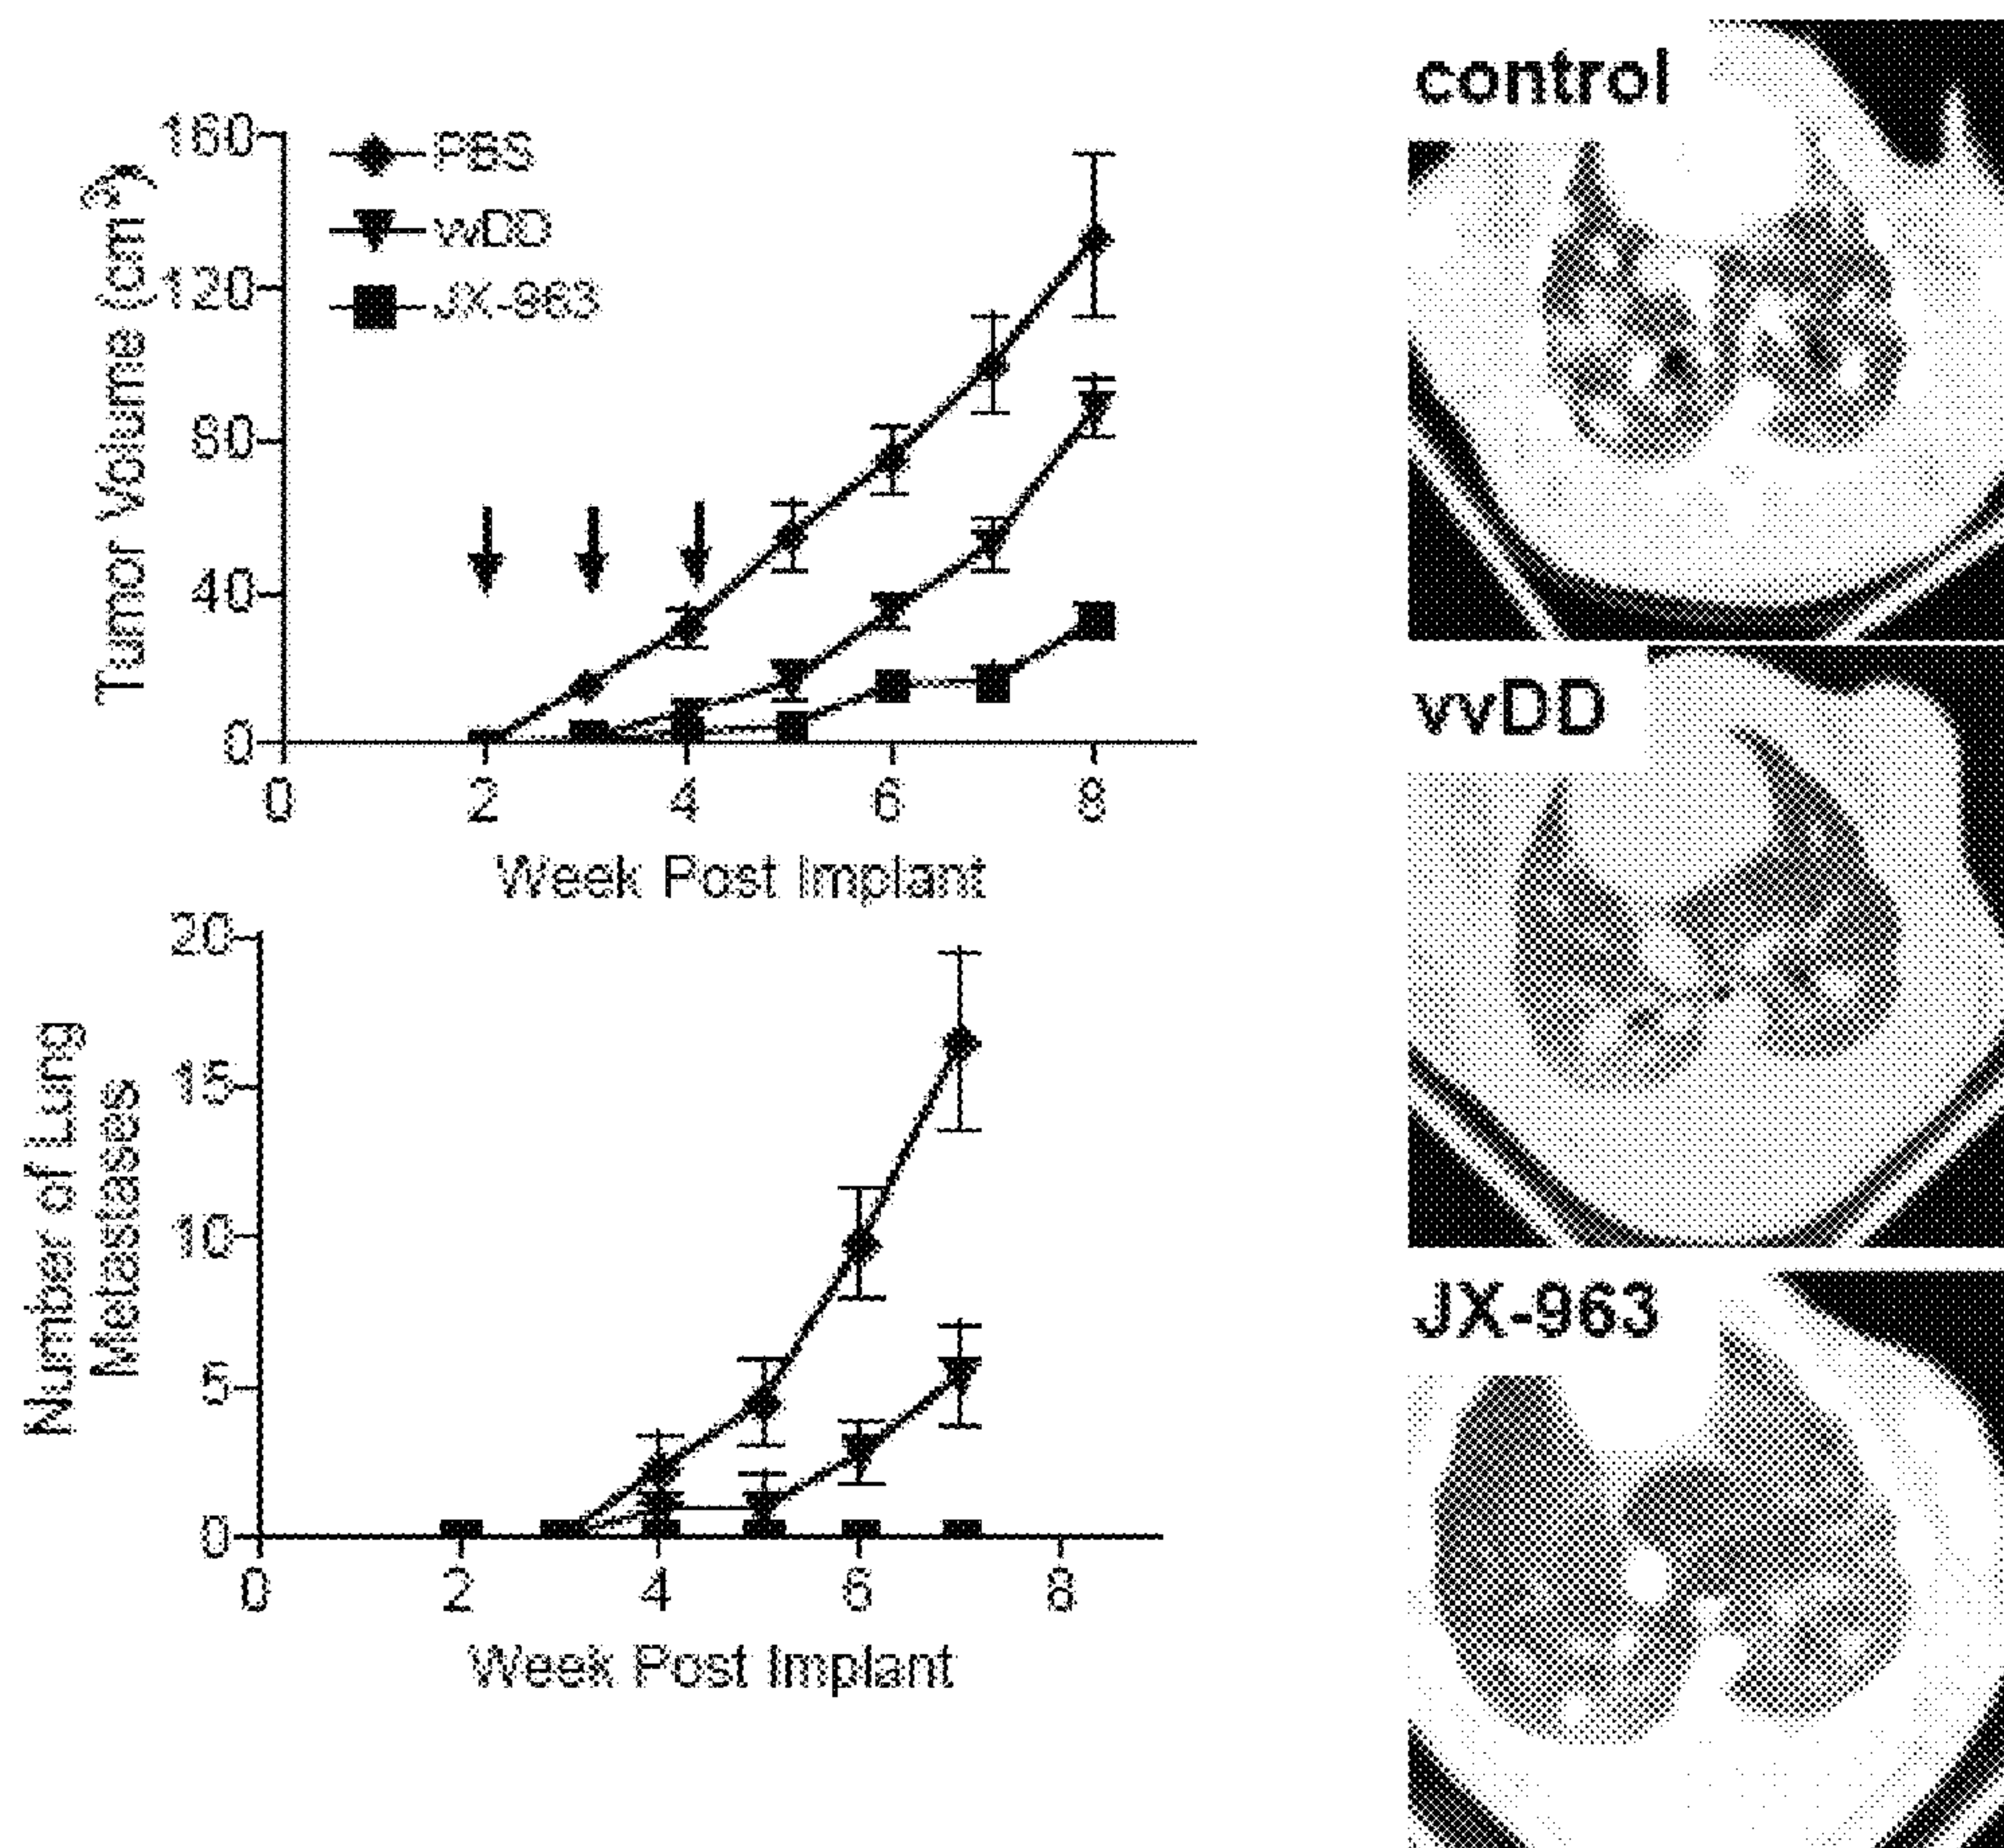 160
120
80
40
0
Tumor Volume (cm³)
PBS
vvDD
JX-963
0 2 4 6 8
Week Post Implant
20
15
10
5
0
Number of Lung
Metastases
0 2 4 6 8
Week Post Implant
control
vvDD
JX-963